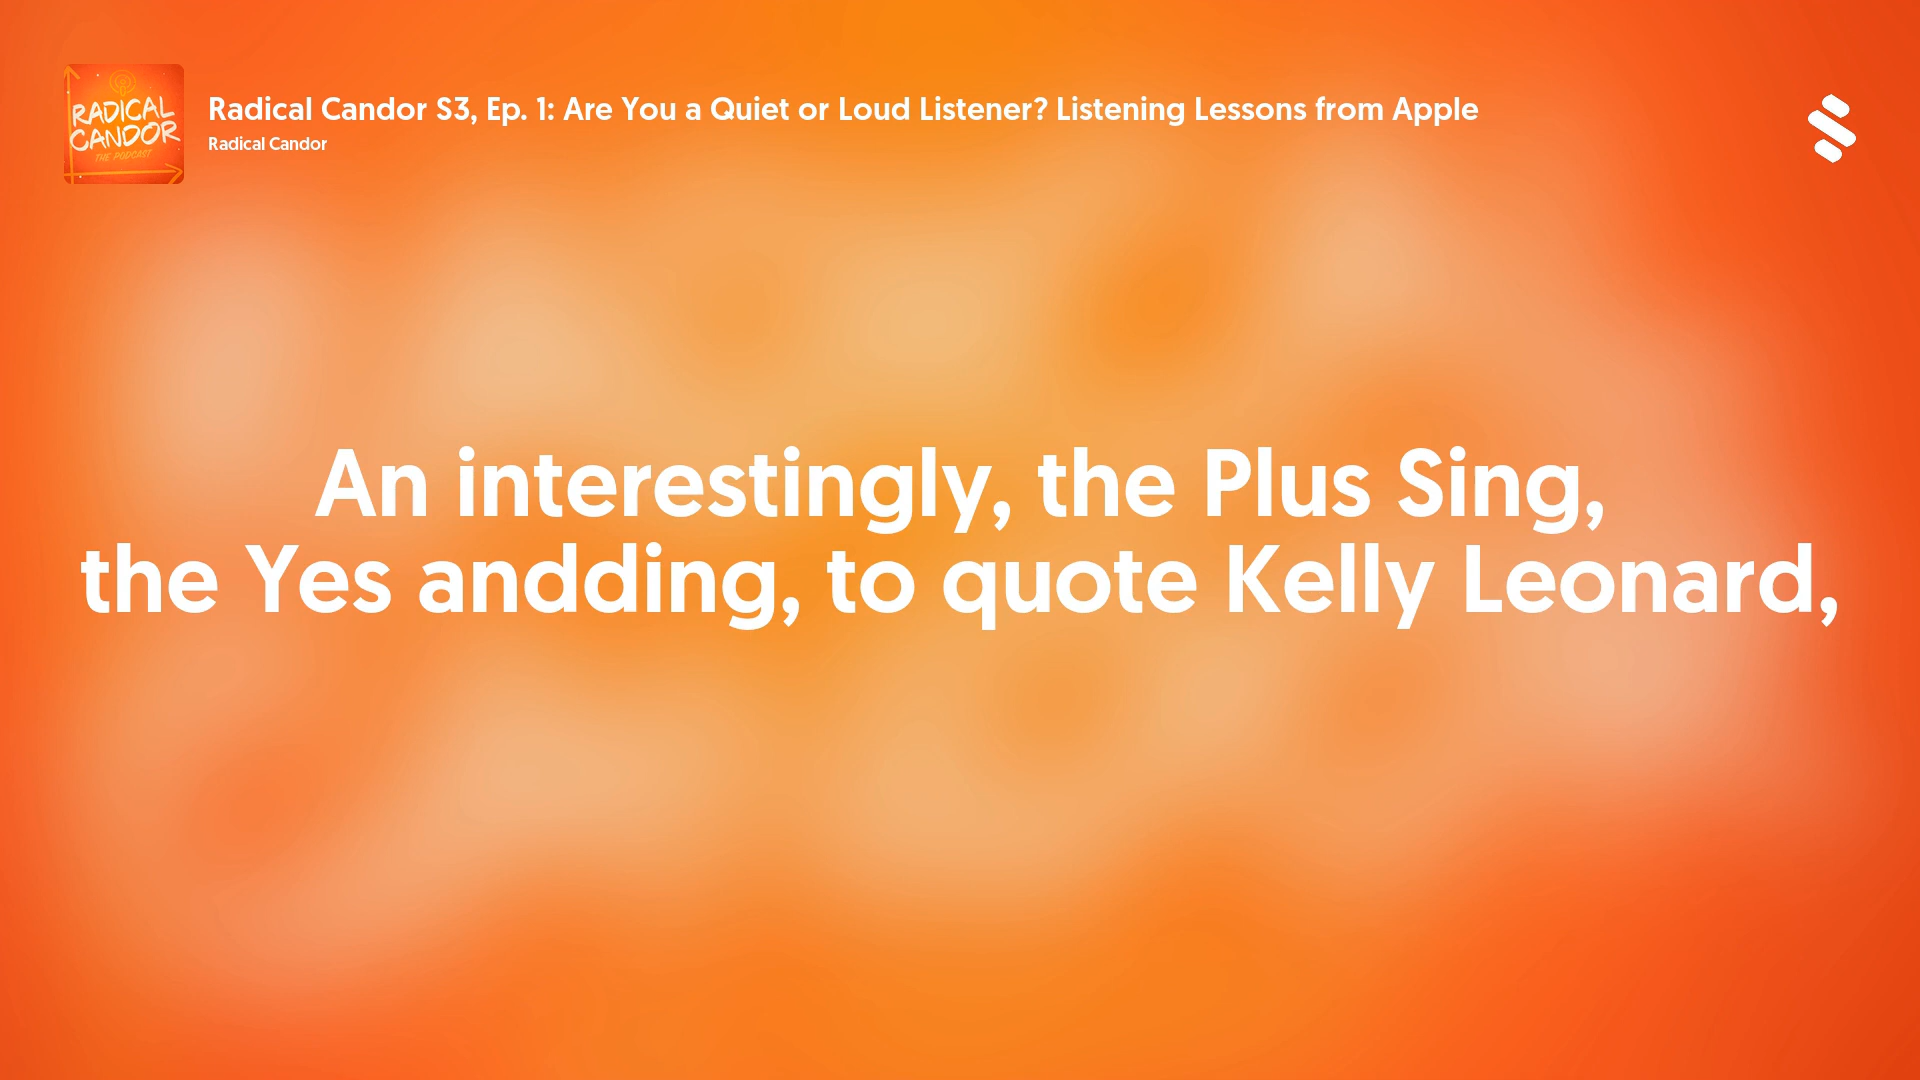 RADICAL
CANDOR
THE PODCAST
Radical Candor S3, Ep. 1: Are You a Quiet or Loud Listener? Listening Lessons from Apple
Radical Candor
An interestingly, the Plus Sing,
the Yes andding, to quote Kelly Leonard,